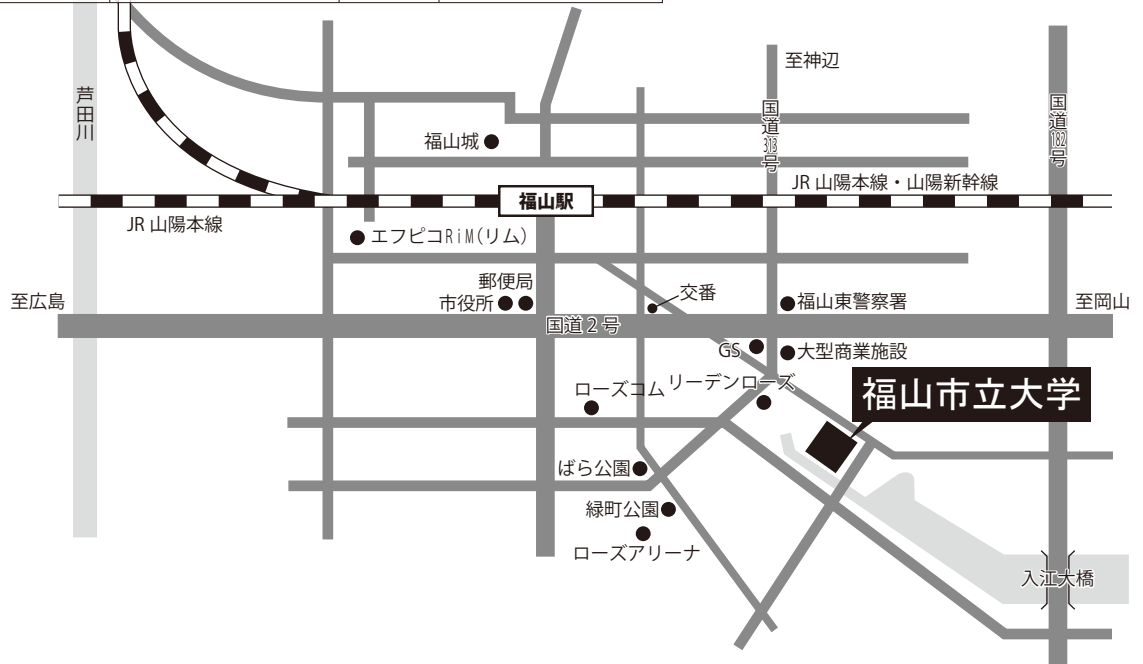 至神辺
芦田川
国道313号
国道182号
福山城
JR 山陽本線・山陽新幹線
福山駅
JR 山陽本線
エフピコRiM(リム)
郵便局
交番
至広島
市役所
福山東警察署
至岡山
国道２号
GS
大型商業施設
ローズコム
リーデンローズ
福山市立大学
ばら公園
緑町公園
ローズアリーナ
入江大橋